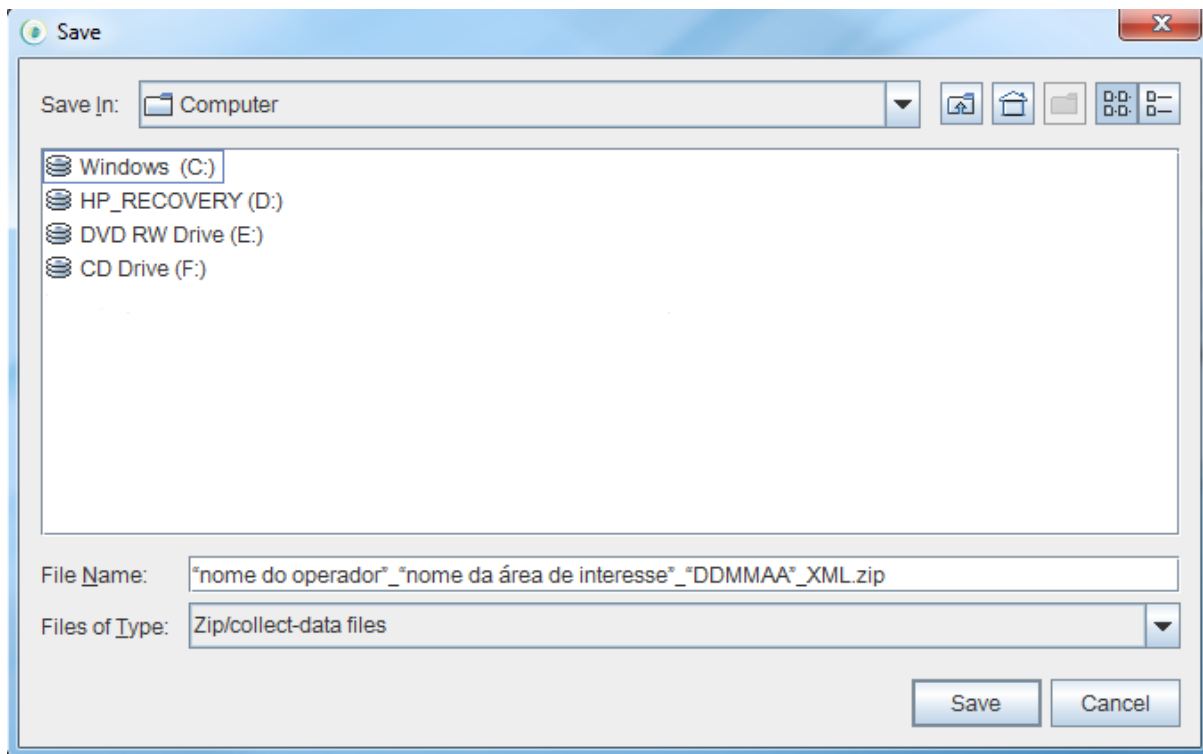 Save
Save In: Computer
Windows (C:)
HP_RECOVERY (D:)
DVD RW Drive (E:)
CD Drive (F:)
File Name: “nome do operador”_“nome da área de interesse”_“DDMMAA”_XML.zip
Files of Type: Zip/collect-data files
Save Cancel